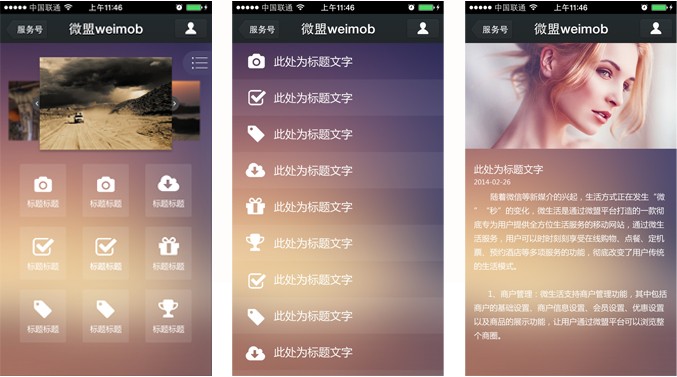 中国联通 上午11:46
服务号 微盟weimob
标题标题 标题标题 标题标题
标题标题 标题标题 标题标题
标题标题 标题标题 标题标题
中国联通 上午11:46
服务号 微盟weimob
此处为标题文字
此处为标题文字
此处为标题文字
此处为标题文字
此处为标题文字
此处为标题文字
此处为标题文字
此处为标题文字
此处为标题文字
中国联通 上午11:46
服务号 微盟weimob
此处为标题文字
2014-02-26
随着微信等新媒介的兴起，生活方式正在发生“微
”“秒”的变化，微生活是通过微盟平台打造的一款彻
底专为用户提供全方位生活服务的移动网站，通过微生
活服务，用户可以时时刻刻享受在线购物、点餐、定机
票、预约酒店等多项服务的功能，彻底改变了用户传统
的生活模式。
1、商户管理：微生活支持商户管理功能，其中包括
商户的基础设置、商户信息设置、会员设置、优惠设置
以及商品的展示功能，让用户通过微盟平台可以浏览整
个商圈。